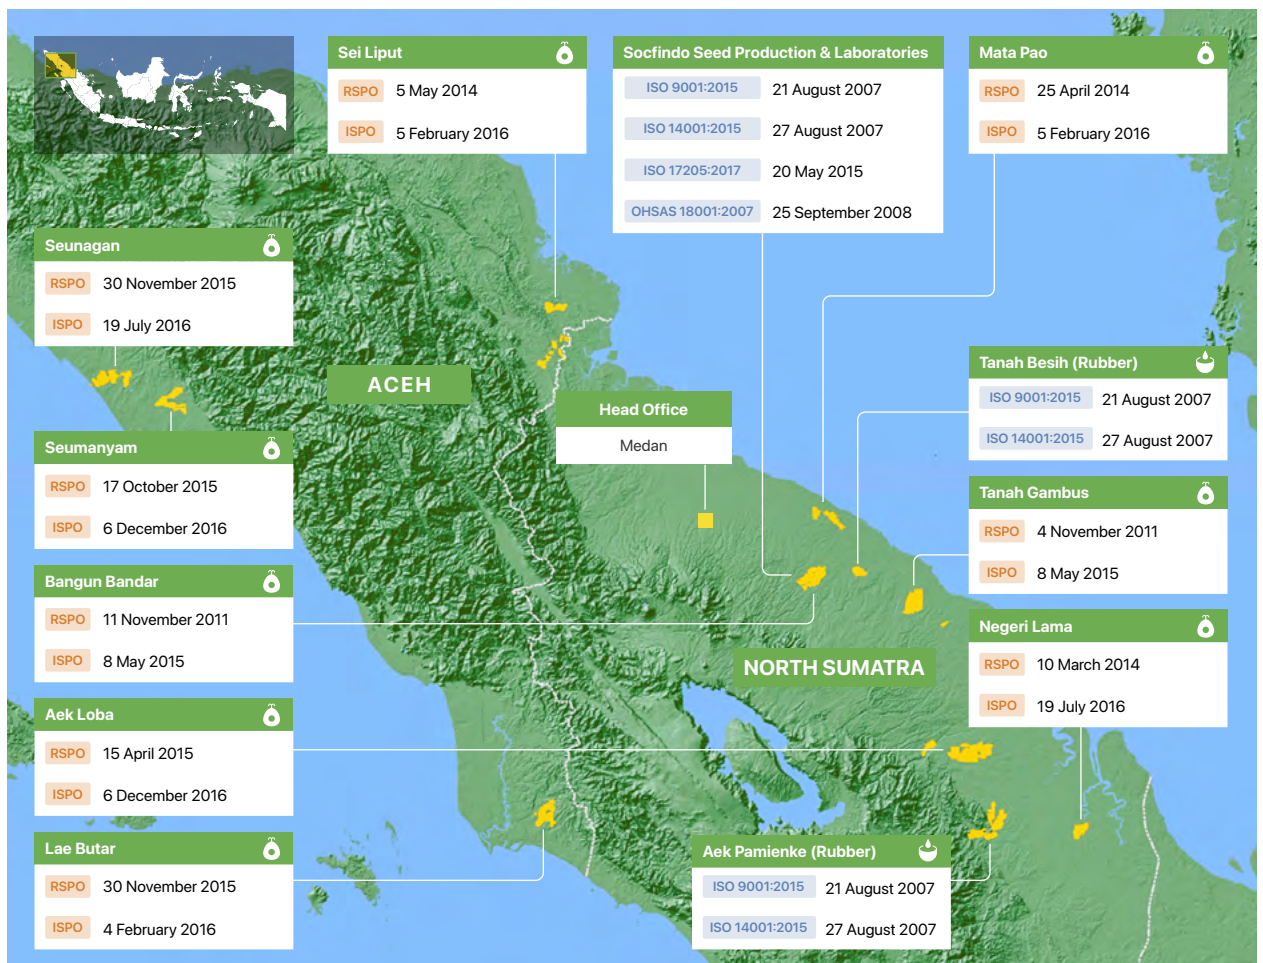 Sei Liput
RSPO 5 May 2014
ISPO 5 February 2016
Socfindo Seed Production & Laboratories
ISO 9001:2015 21 August 2007
ISO 14001:2015 27 August 2007
ISO 17205:2017 20 May 2015
OHSAS 18001:2007 25 September 2008
Mata Pao
RSPO 25 April 2014
ISPO 5 February 2016
Seunagan
RSPO 30 November 2015
ISPO 19 July 2016
ACEH
Head Office
Medan
Tanah Besih (Rubber)
ISO 9001:2015 21 August 2007
ISO 14001:2015 27 August 2007
Seumanyam
RSPO 17 October 2015
ISPO 6 December 2016
Tanah Gambus
RSPO 4 November 2011
ISPO 8 May 2015
Bangun Bandar
RSPO 11 November 2011
ISPO 8 May 2015
NORTH SUMATRA
Negeri Lama
RSPO 10 March 2014
ISPO 19 July 2016
Aek Loba
RSPO 15 April 2015
ISPO 6 December 2016
Lae Butar
RSPO 30 November 2015
ISPO 4 February 2016
Aek Pamienke (Rubber)
ISO 9001:2015 21 August 2007
ISO 14001:2015 27 August 2007